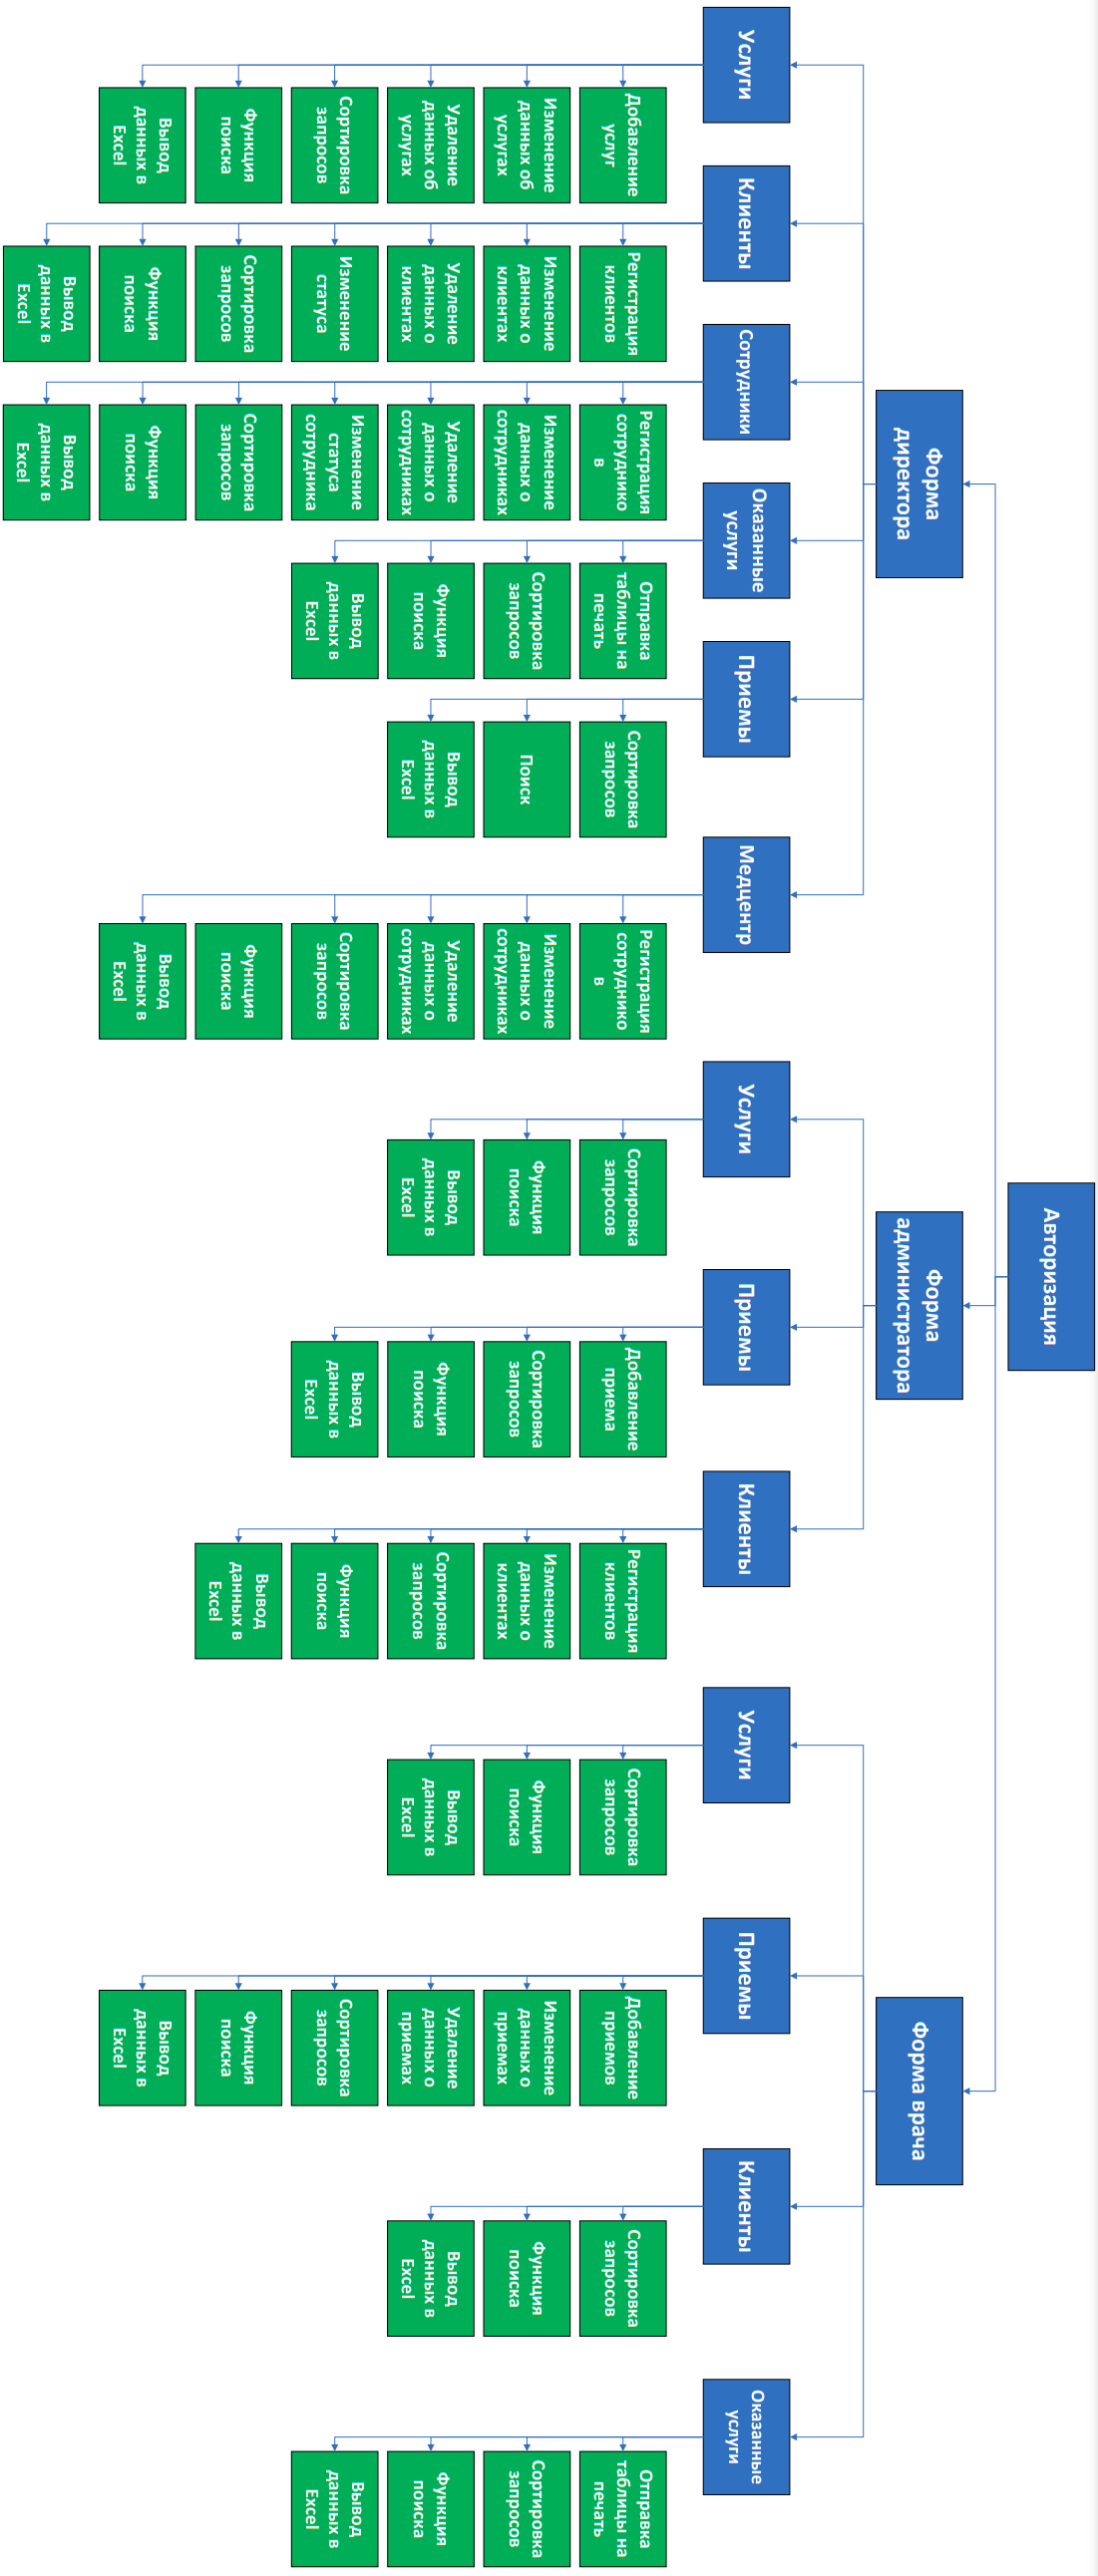 Авторизация
Форма
директора
Форма
администратора
Форма врача
Услуги
Клиенты
Сотрудники
Оказанные
услуги
Приемы
Медцентр
Услуги
Приемы
Клиенты
Услуги
Приемы
Клиенты
Оказанные
услуги
Добавление
услуг
Изменение
данных об
услугах
Удаление
данных об
услугах
Сортировка
запросов
Функция
поиска
Вывод
данных в
Excel
Регистрация
клиентов
Изменение
данных о
клиентах
Удаление
данных о
клиентах
Изменение
статуса
Сортировка
запросов
Функция
поиска
Вывод
данных в
Excel
Регистрация
сотруднико
в
Изменение
данных о
сотрудниках
Удаление
данных о
сотрудниках
Изменение
статуса
сотрудника
Сортировка
запросов
Функция
поиска
Вывод
данных в
Excel
Отправка
таблицы на
печать
Сортировка
запросов
Функция
поиска
Вывод
данных в
Excel
Сортировка
запросов
Поиск
Вывод
данных в
Excel
Регистрация
сотруднико
в
Изменение
данных о
сотрудниках
Удаление
данных о
сотрудниках
Сортировка
запросов
Функция
поиска
Вывод
данных в
Excel
Сортировка
запросов
Функция
поиска
Вывод
данных в
Excel
Добавление
приема
Сортировка
запросов
Функция
поиска
Вывод
данных в
Excel
Регистрация
клиентов
Изменение
данных о
клиентах
Сортировка
запросов
Функция
поиска
Вывод
данных в
Excel
Сортировка
запросов
Функция
поиска
Вывод
данных в
Excel
Добавление
приемов
Изменение
данных о
приемах
Удаление
данных о
приемах
Сортировка
запросов
Функция
поиска
Вывод
данных в
Excel
Сортировка
запросов
Функция
поиска
Вывод
данных в
Excel
Отправка
таблицы на
печать
Сортировка
запросов
Функция
поиска
Вывод
данных в
Excel